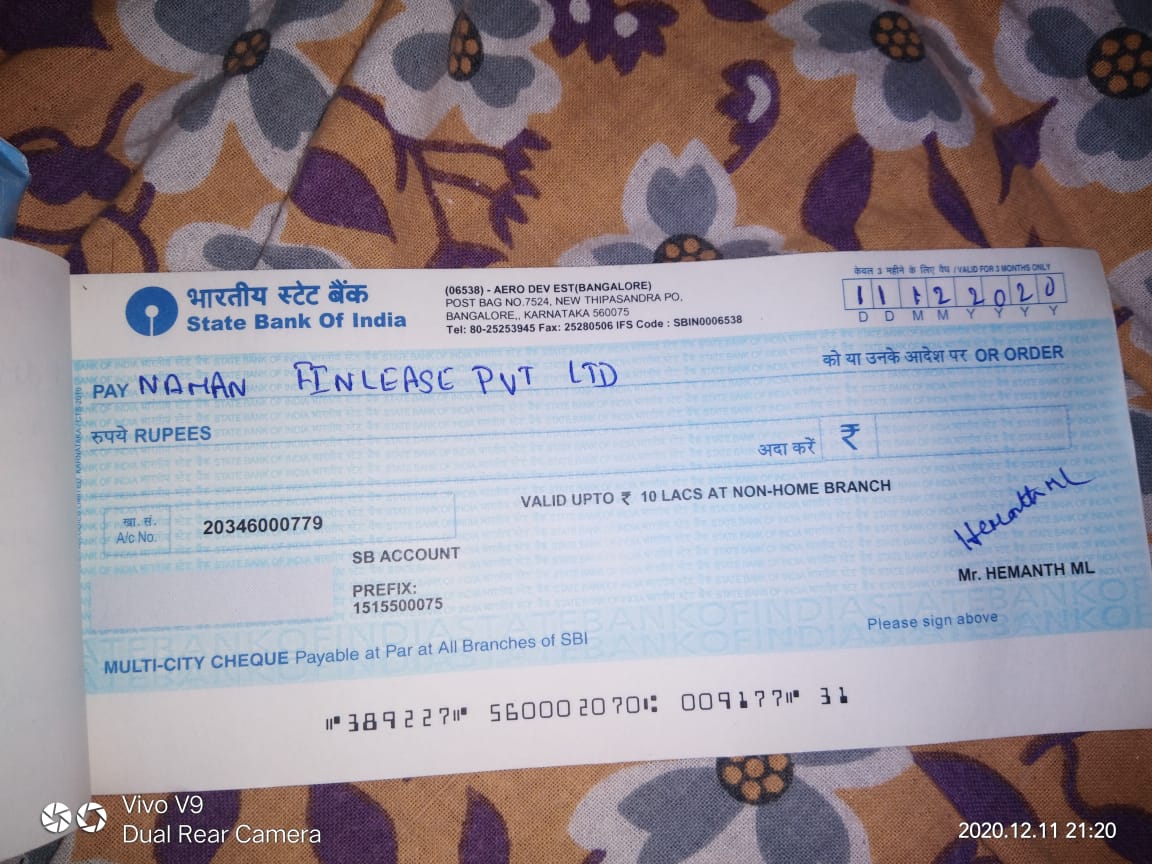 भारतीय स्टेट बैंक
State Bank Of India
(06538) - AERO DEV EST(BANGALORE)
POST BAG NO.7524, NEW THIPASANDRA PO,
BANGALORE,, KARNATAKA 560075
Tel: 80-25253945 Fax: 25280506 IFS Code : SBIN0006538
केवल 3 महीने के लिए वैध / VALID FOR 3 MONTHS ONLY
1 1 1 2 2 0 2 0
D D M M Y Y Y Y
PAY NAMAN FINLEASE PVT LTD
को या उनके आदेश पर OR ORDER
रुपये RUPEES
अदा करें ₹
VALID UPTO ₹ 10 LACS AT NON-HOME BRANCH
खा. सं.
A/c No.
20346000779
SB ACCOUNT
PREFIX:
1515500075
Hemanth ML
Mr. HEMANTH ML
Please sign above
MULTI-CITY CHEQUE Payable at Par at All Branches of SBI
⑈389227⑈ 560002070⑆ 009177⑈ 31
Vivo V9
Dual Rear Camera
2020.12.11 21:20